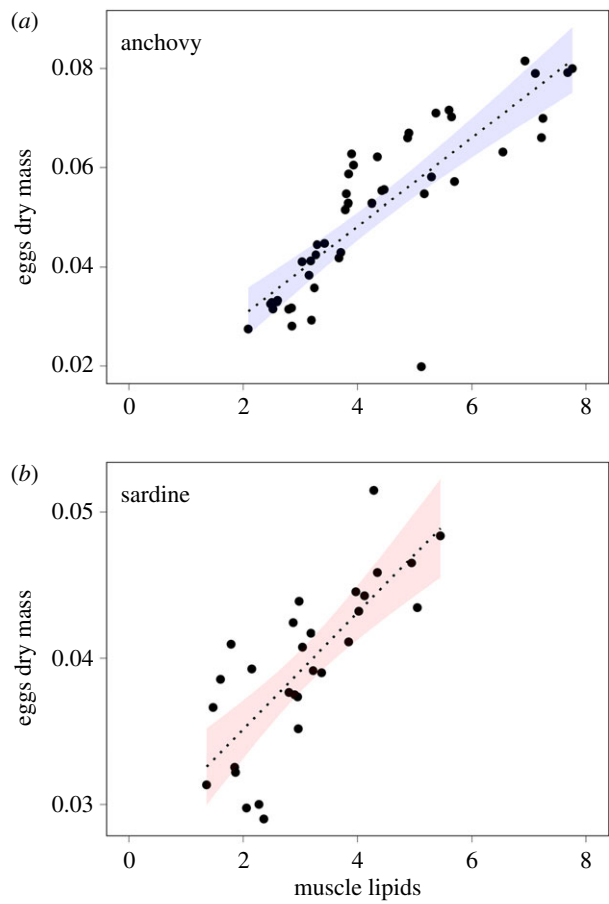 (a)
anchovy
0.08
0.06
0.04
0.02
eggs dry mass
0 2 4 6 8
(b)
sardine
0.05
0.04
0.03
eggs dry mass
0 2 4 6 8
muscle lipids